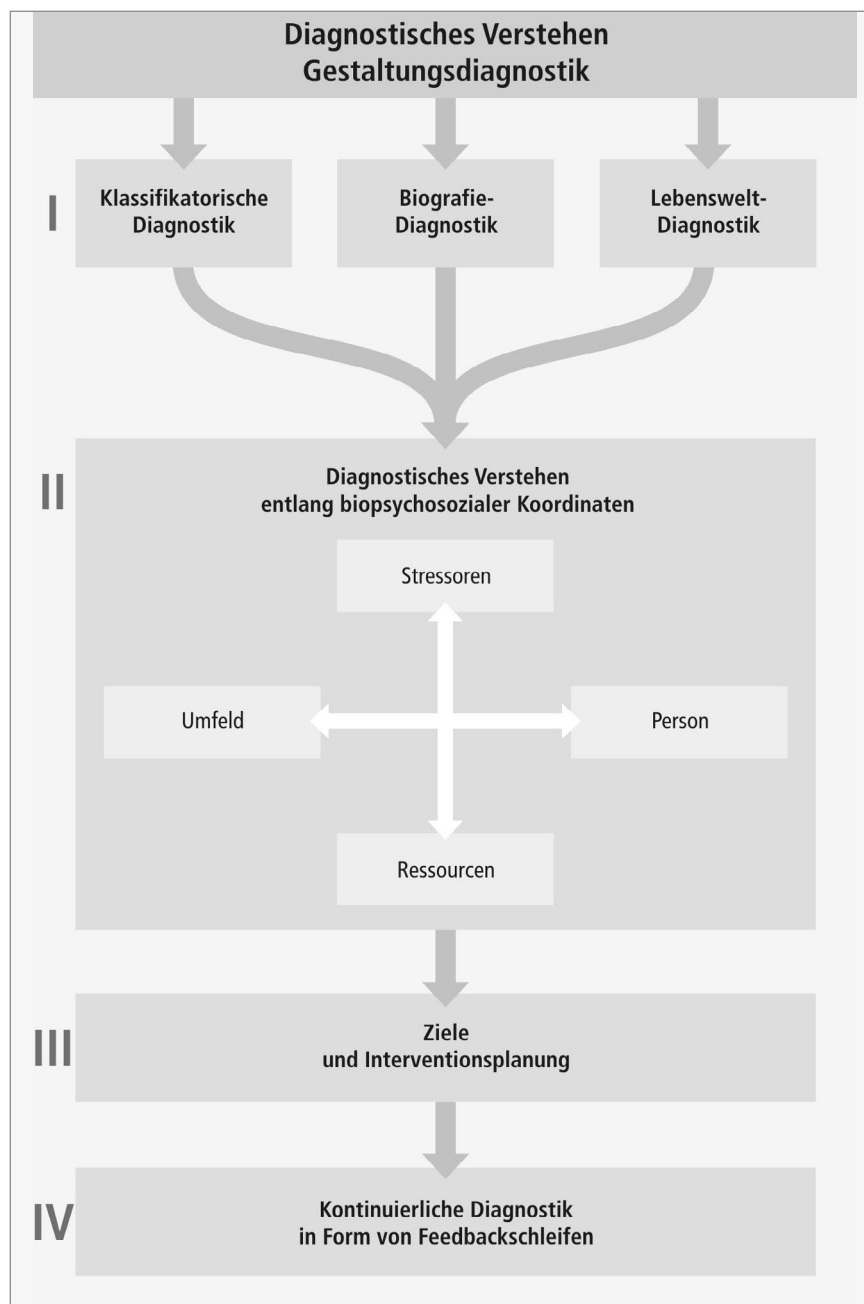 Diagnostisches Verstehen
Gestaltungsdiagnostik
I
Klassifikatorische
Diagnostik
Biografie-
Diagnostik
Lebenswelt-
Diagnostik
II
Diagnostisches Verstehen
entlang biopsychosozialer Koordinaten
Stressoren
Umfeld
Person
Ressourcen
III
Ziele
und Interventionsplanung
IV
Kontinuierliche Diagnostik
in Form von Feedbackschleifen